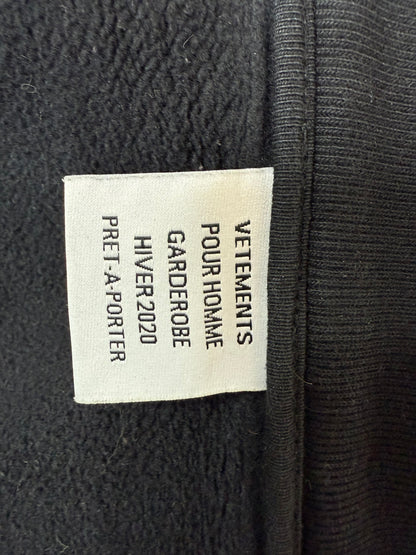 VETEMENTS
POUR HOMME
GARDEROBE
HIVER 2020
PRET-A-PORTER